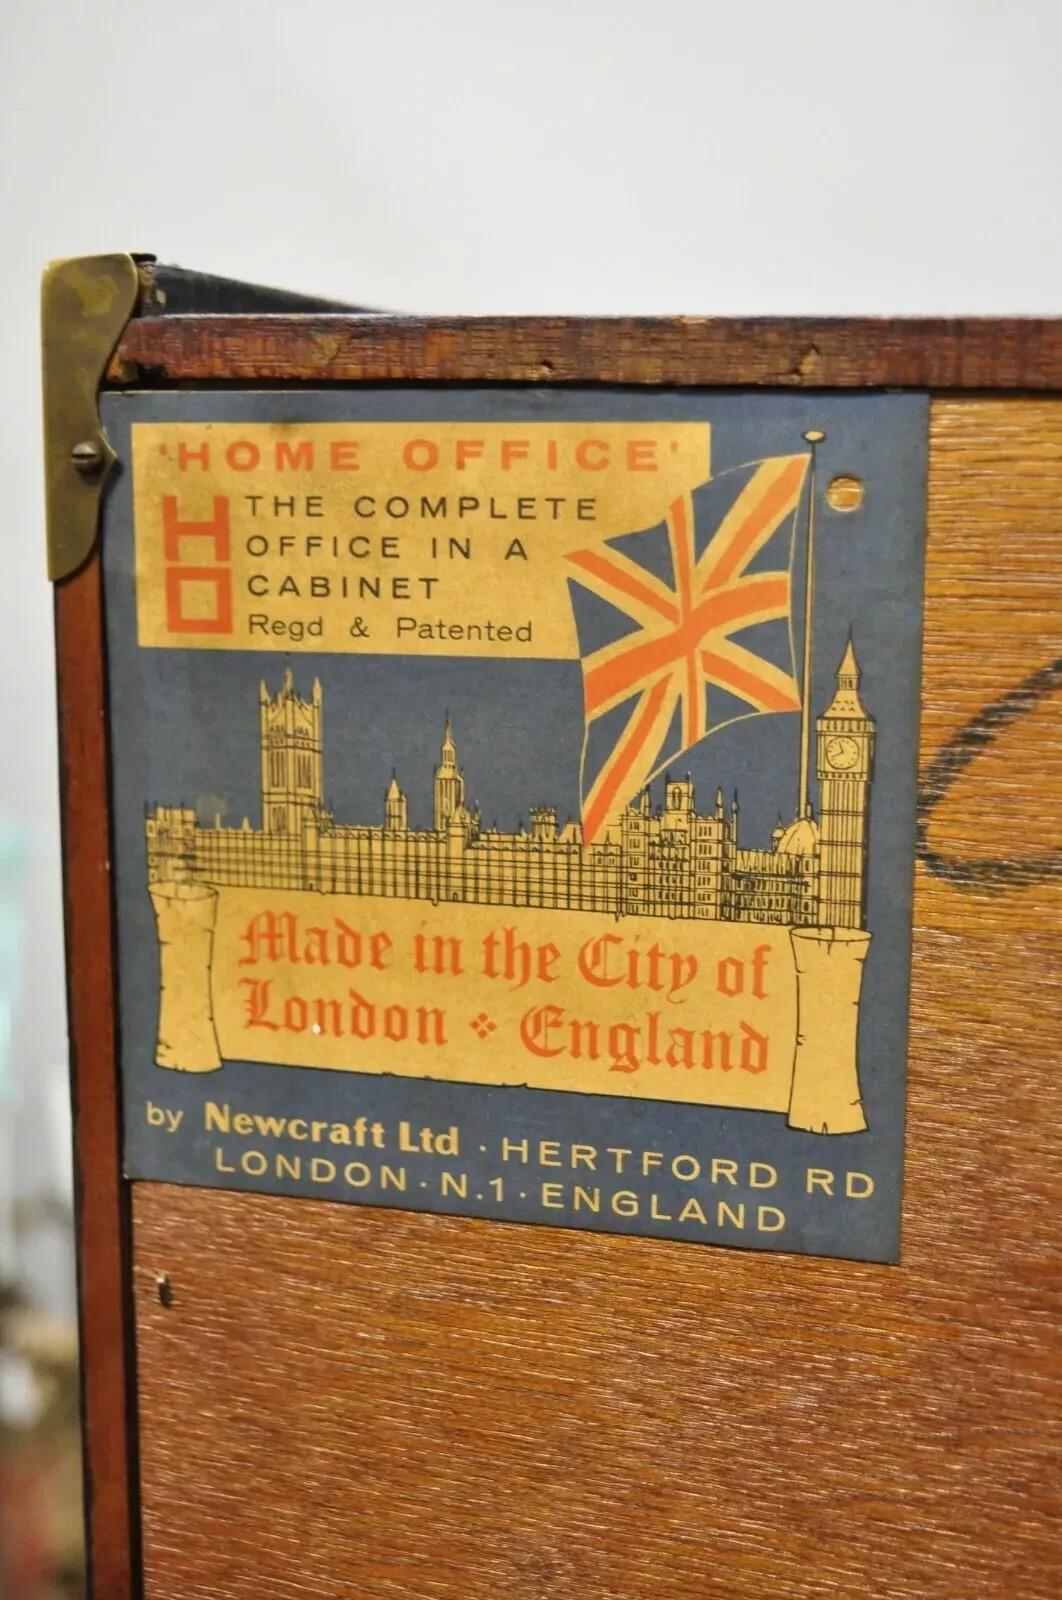 'HOME OFFICE'
HO
THE COMPLETE
OFFICE IN A
CABINET
Regd & Patented
Made in the City of
London England
by Newcraft Ltd · HERTFORD RD
LONDON · N.1 · ENGLAND